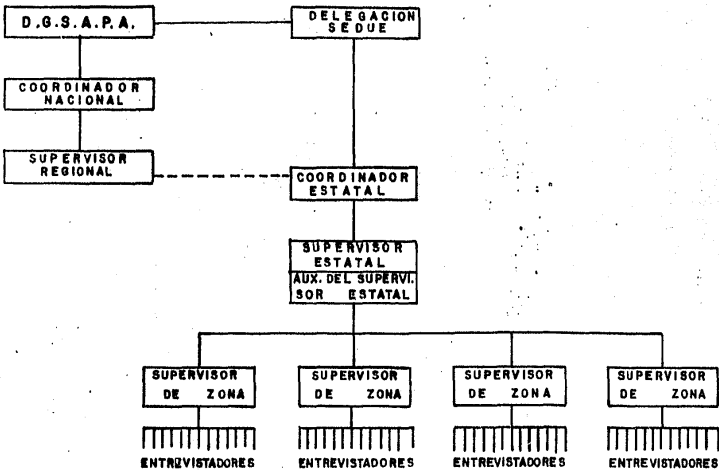 D.G.S.A.P.A.
DELEGACION
SEDUE
COORDINADOR
NACIONAL
SUPERVISOR
REGIONAL
COORDINADOR
ESTATAL
SUPERVISOR
ESTATAL
AUX. DEL SUPERVI.
SOR ESTATAL
SUPERVISOR
DE ZONA
SUPERVISOR
DE ZONA
SUPERVISOR
DE ZONA
SUPERVISOR
DE ZONA
ENTREVISTADORES
ENTREVISTADORES
ENTREVISTADORES
ENTREVISTADORES